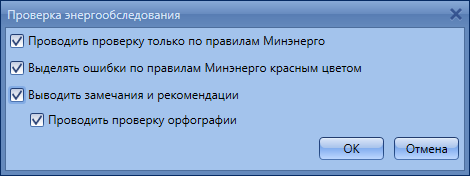 Проверка энергообследования
Проводить проверку только по правилам Минэнерго
Выделять ошибки по правилам Минэнерго красным цветом
Выводить замечания и рекомендации
Проводить проверку орфографии
ОК
Отмена